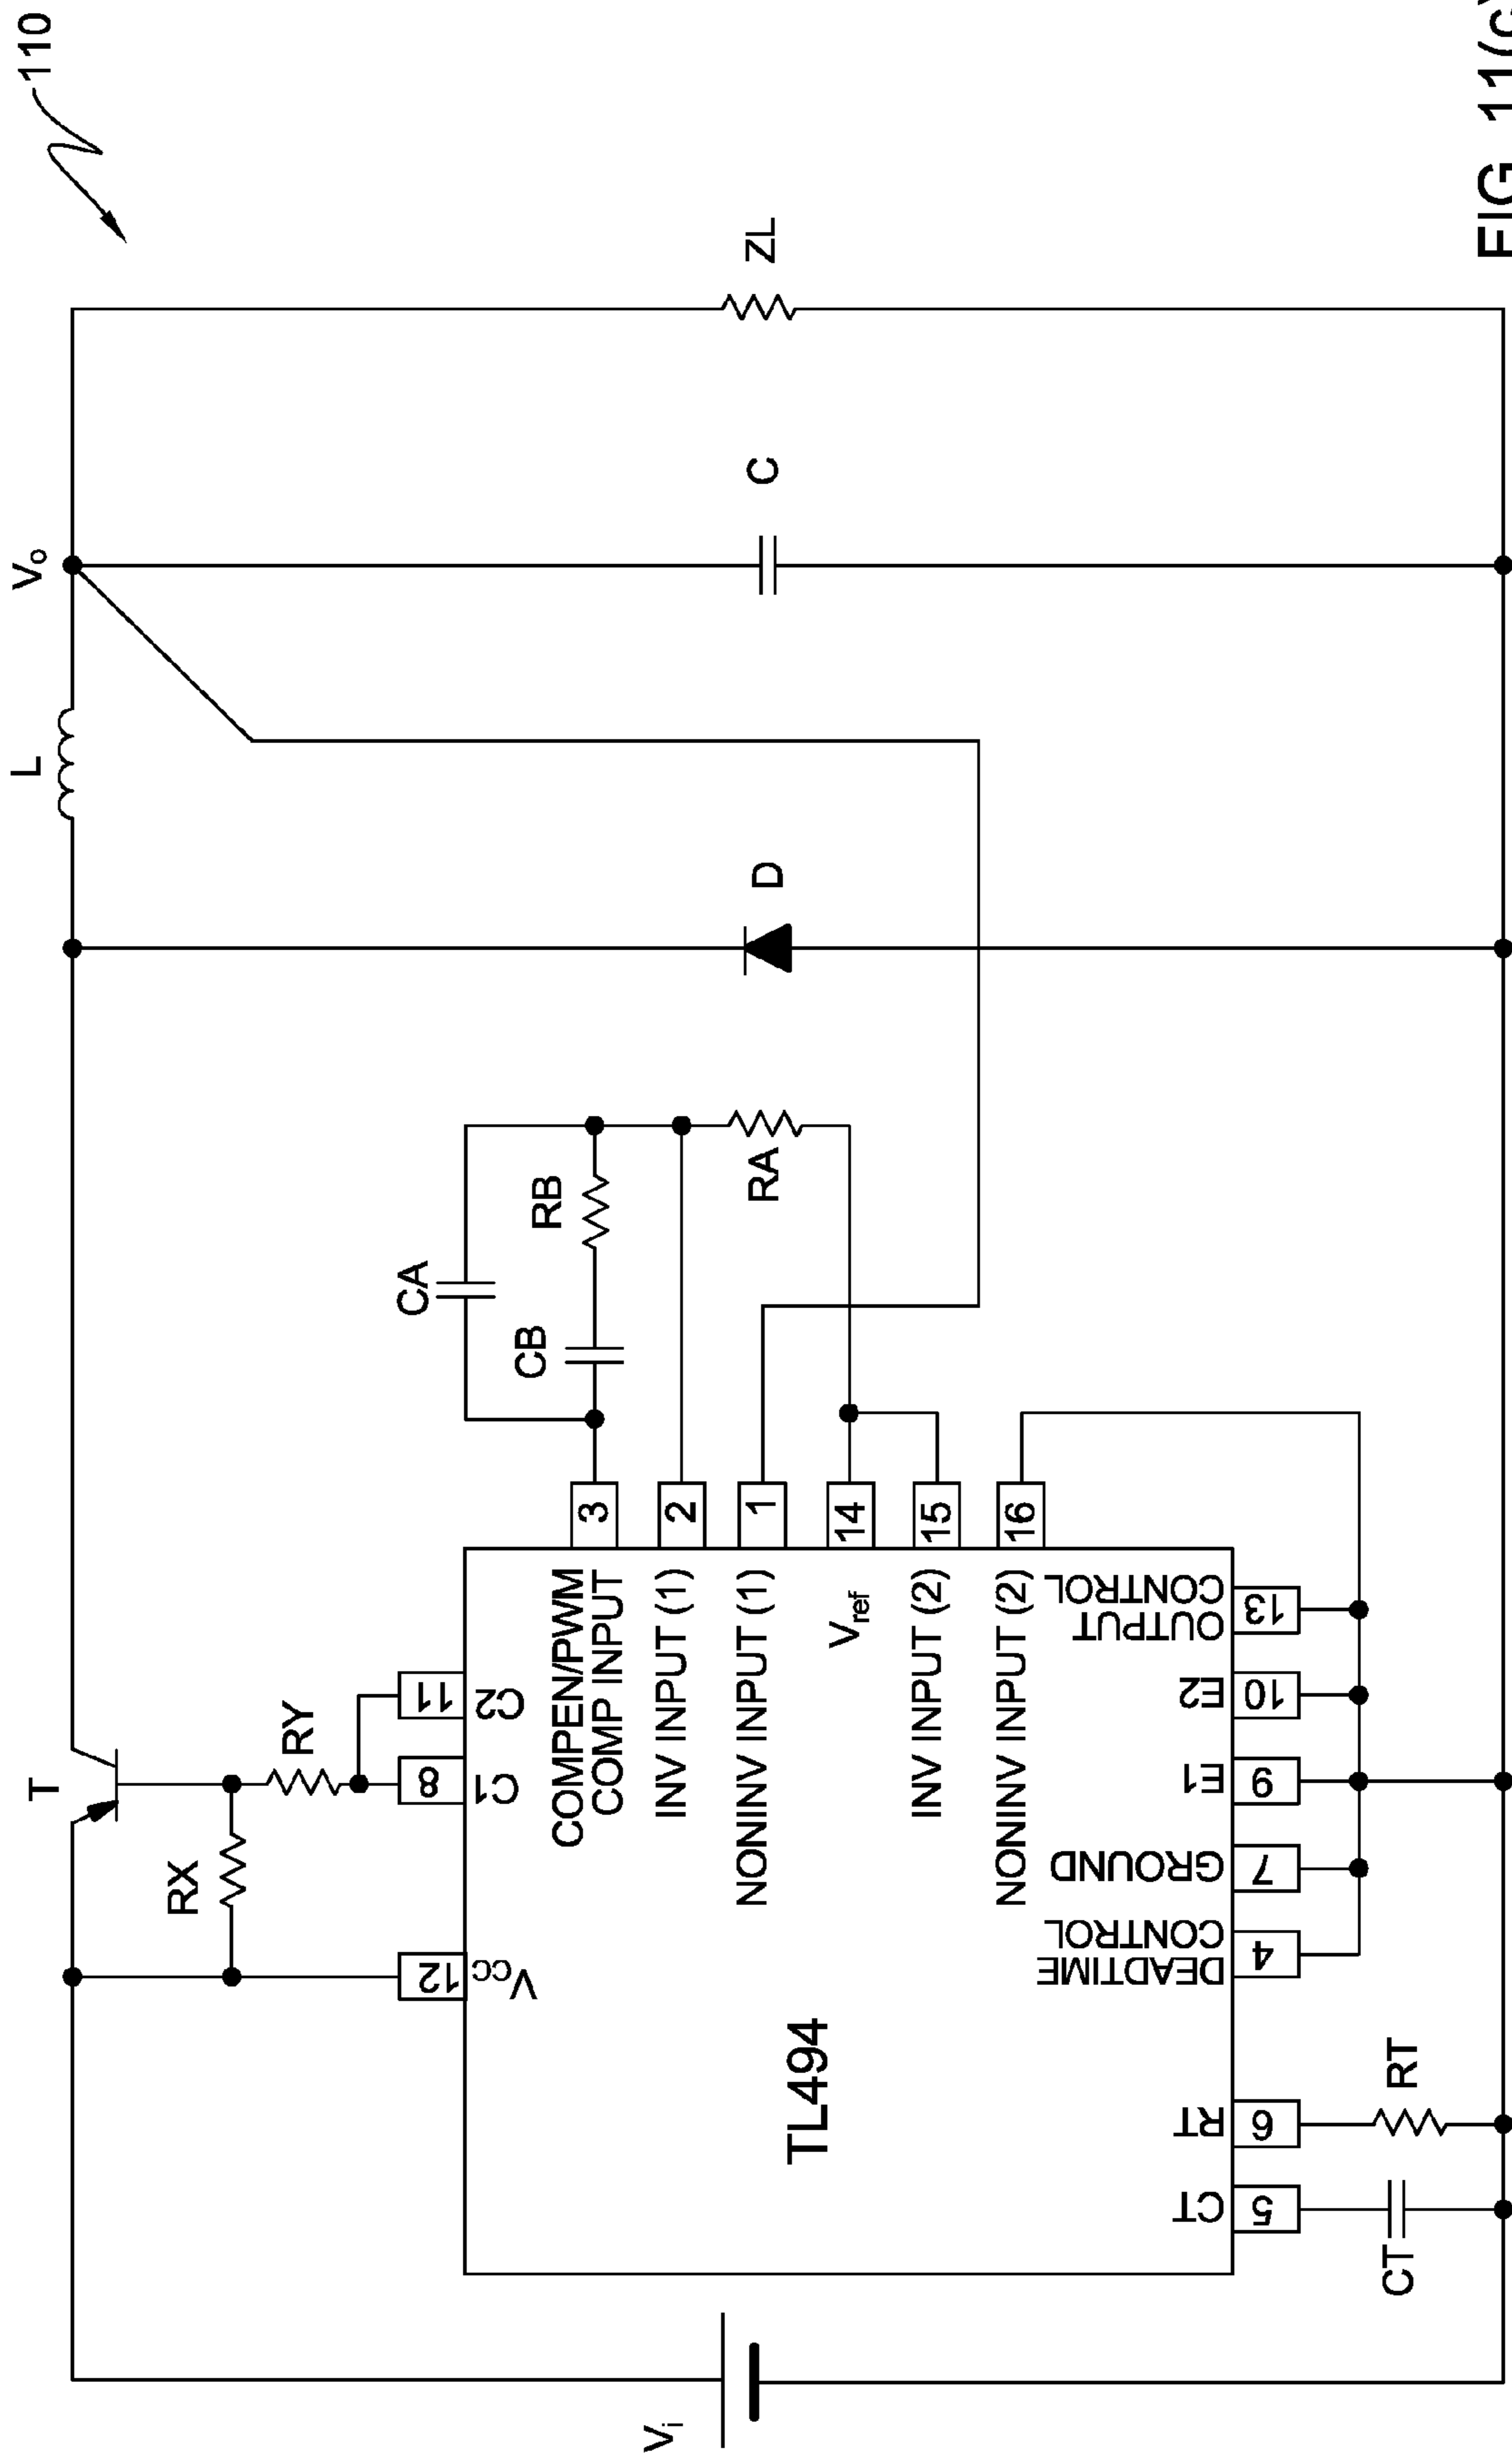 110
T
L
Vo
RX
RY
12
8
11
VCC
C1
C2
CA
CB
RB
COMPEN/PWM
COMP INPUT
3
INV INPUT (1)
2
NONINV INPUT (1)
1
RA
D
C
ZL
Vi
TL494
Vref
14
INV INPUT (2)
15
NONINV INPUT (2)
16
CT
RT
DEADTIME
CONTROL
GROUND
E1
E2
OUTPUT
CONTROL
5
6
4
7
9
10
13
CT
RT
FIG. 11(c)